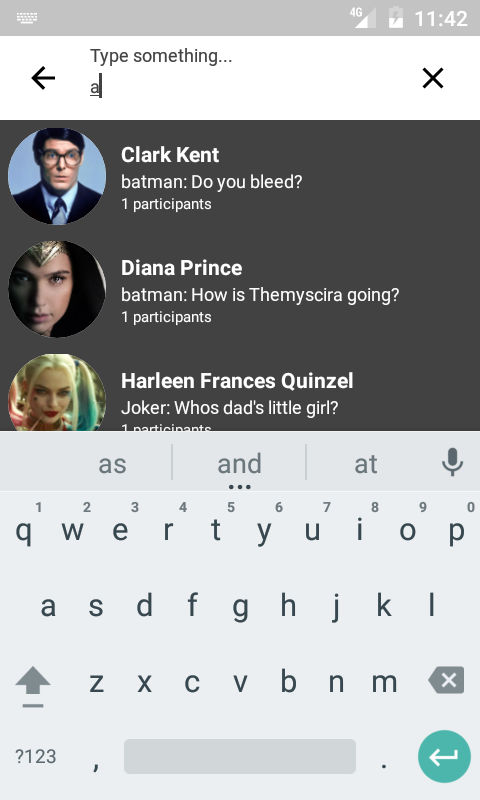 4G 11:42
Type something...
a
Clark Kent
batman: Do you bleed?
1 participants
Diana Prince
batman: How is Themyscira going?
1 participants
Harleen Frances Quinzel
Joker: Whos dad's little girl?
1 participants
as and at
1 2 3 4 5 6 7 8 9 0
q w e r t y u i o p
a s d f g h j k l
z x c v b n m
?123 , .